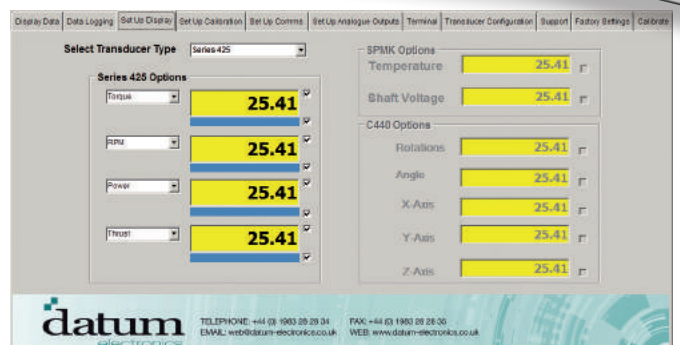 Display Data Data Logging Set Up Display Set Up Calibration Set Up Comms Set Up Analogue Outputs Terminal Transducer Configuration Support Factory Settings Calibrate
Select Transducer Type Series 425
Series 425 Options
Torque 25.41
RPM 25.41
Power 25.41
Thrust 25.41
SPMK Options
Temperature 25.41
Shaft Voltage 25.41
C440 Options
Rotations 25.41
Angle 25.41
X-Axis 25.41
Y-Axis 25.41
Z-Axis 25.41
datum
electronics
TELEPHONE: +44 (0) 1983 28 28 34 FAX: +44 (0) 1983 28 28 35
EMAIL: web@datum-electronics.co.uk WEB: www.datum-electronics.co.uk